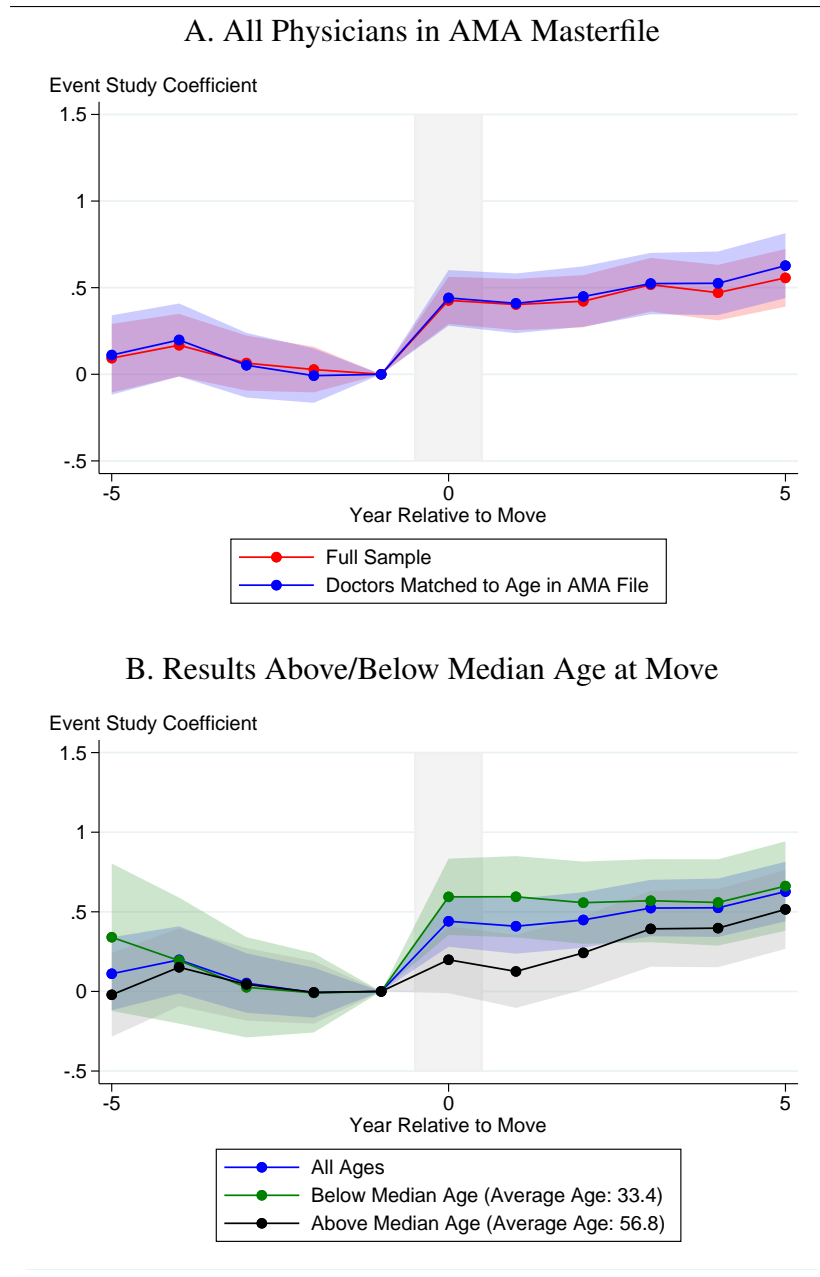 A. All Physicians in AMA Masterfile
Event Study Coefficient
1.5
1
.5
0
-.5
-5
0
5
Year Relative to Move
Full Sample
Doctors Matched to Age in AMA File
B. Results Above/Below Median Age at Move
Event Study Coefficient
1.5
1
.5
0
-.5
-5
0
5
Year Relative to Move
All Ages
Below Median Age (Average Age: 33.4)
Above Median Age (Average Age: 56.8)